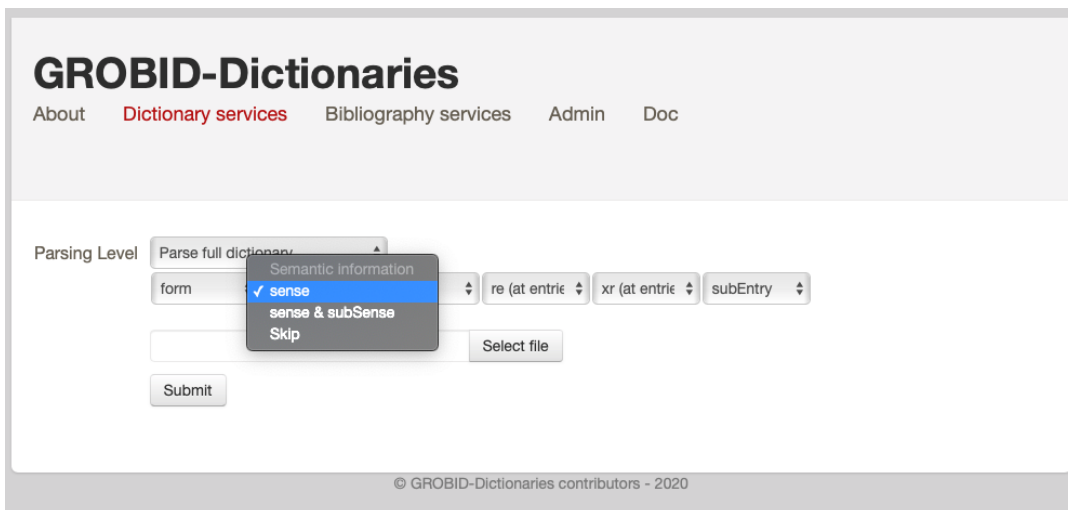 GROBID-Dictionaries
About Dictionary services Bibliography services Admin Doc
Parsing Level Parse full dictionary
Semantic information
form ✓ sense re (at entrie xr (at entrie subEntry
sense & subSense
Skip
Select file
Submit
© GROBID-Dictionaries contributors - 2020